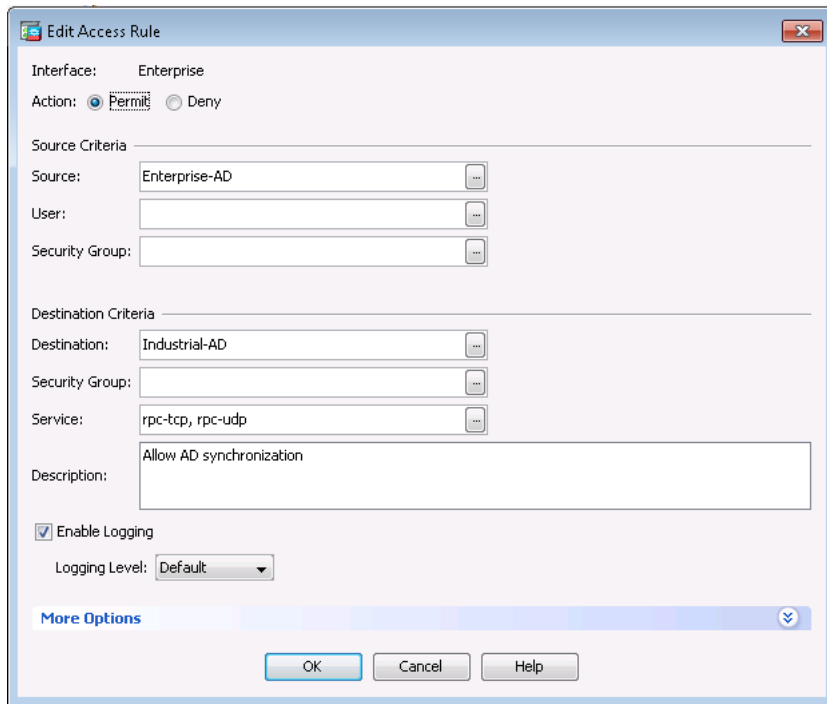 Edit Access Rule
Interface: Enterprise
Action: Permit Deny
Source Criteria
Source: Enterprise-AD ...
User: ...
Security Group: ...
Destination Criteria
Destination: Industrial-AD ...
Security Group: ...
Service: rpc-tcp, rpc-udp ...
Description: Allow AD synchronization
Enable Logging
Logging Level: Default
More Options
OK Cancel Help